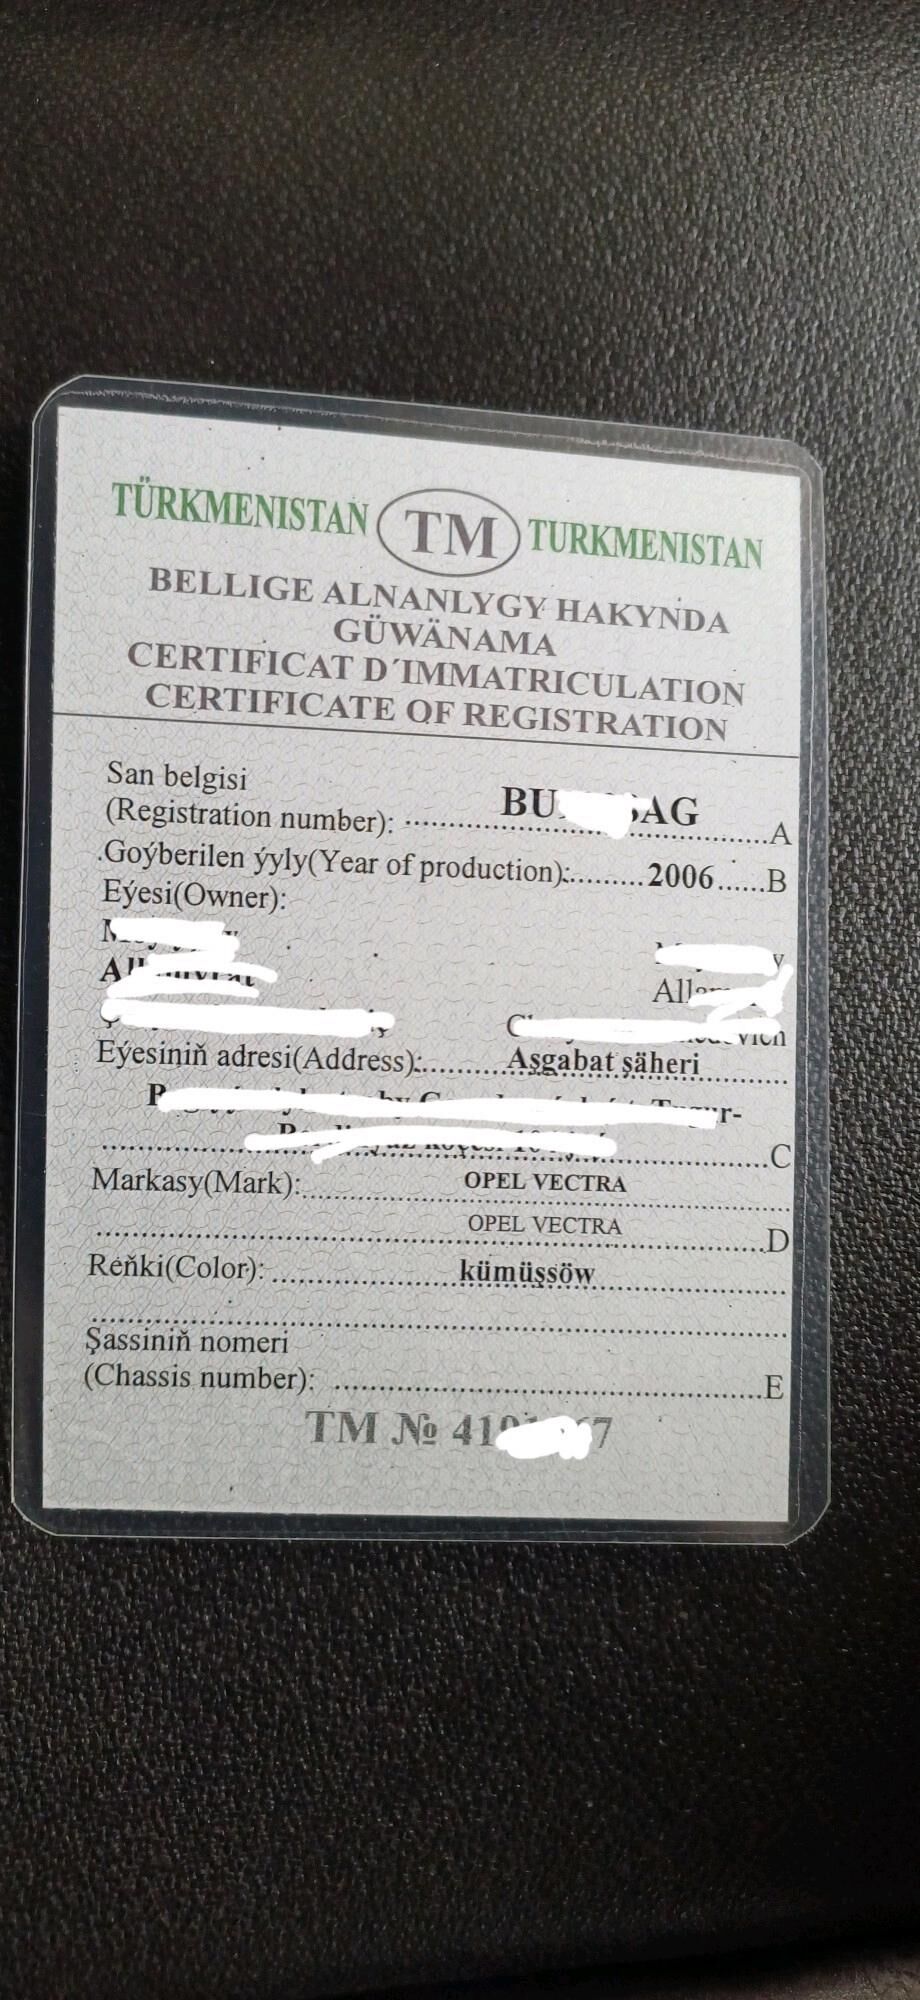 TÜRKMENISTAN TM TURKMENISTAN
BELLIGE ALNANLYGY HAKYNDA
GÜWÄNAMA
CERTIFICAT D´IMMATRICULATION
CERTIFICATE OF REGISTRATION
San belgisi
(Registration number): BU AG A
Goýberilen ýyly(Year of production): 2006 B
Eýesi(Owner):
Eýesiniň adresi(Address): Aşgabat şäheri
C
Markasy(Mark): OPEL VECTRA
OPEL VECTRA D
Reňki(Color): kümüşsöw
Şassiniň nomeri
(Chassis number): E
TM №